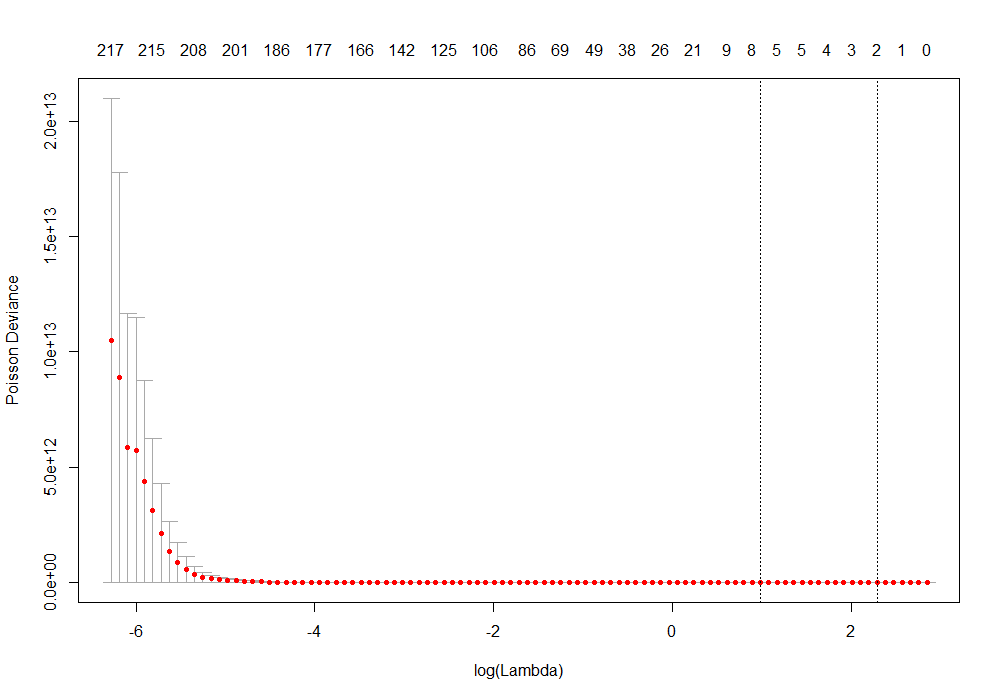 217 215 208 201 186 177 166 142 125 106 86 69 49 38 26 21 9 8 5 5 4 3 2 1 0
2.0e+13
1.5e+13
1.0e+13
5.0e+12
0.0e+00
Poisson Deviance
-6 -4 -2 0 2
log(Lambda)